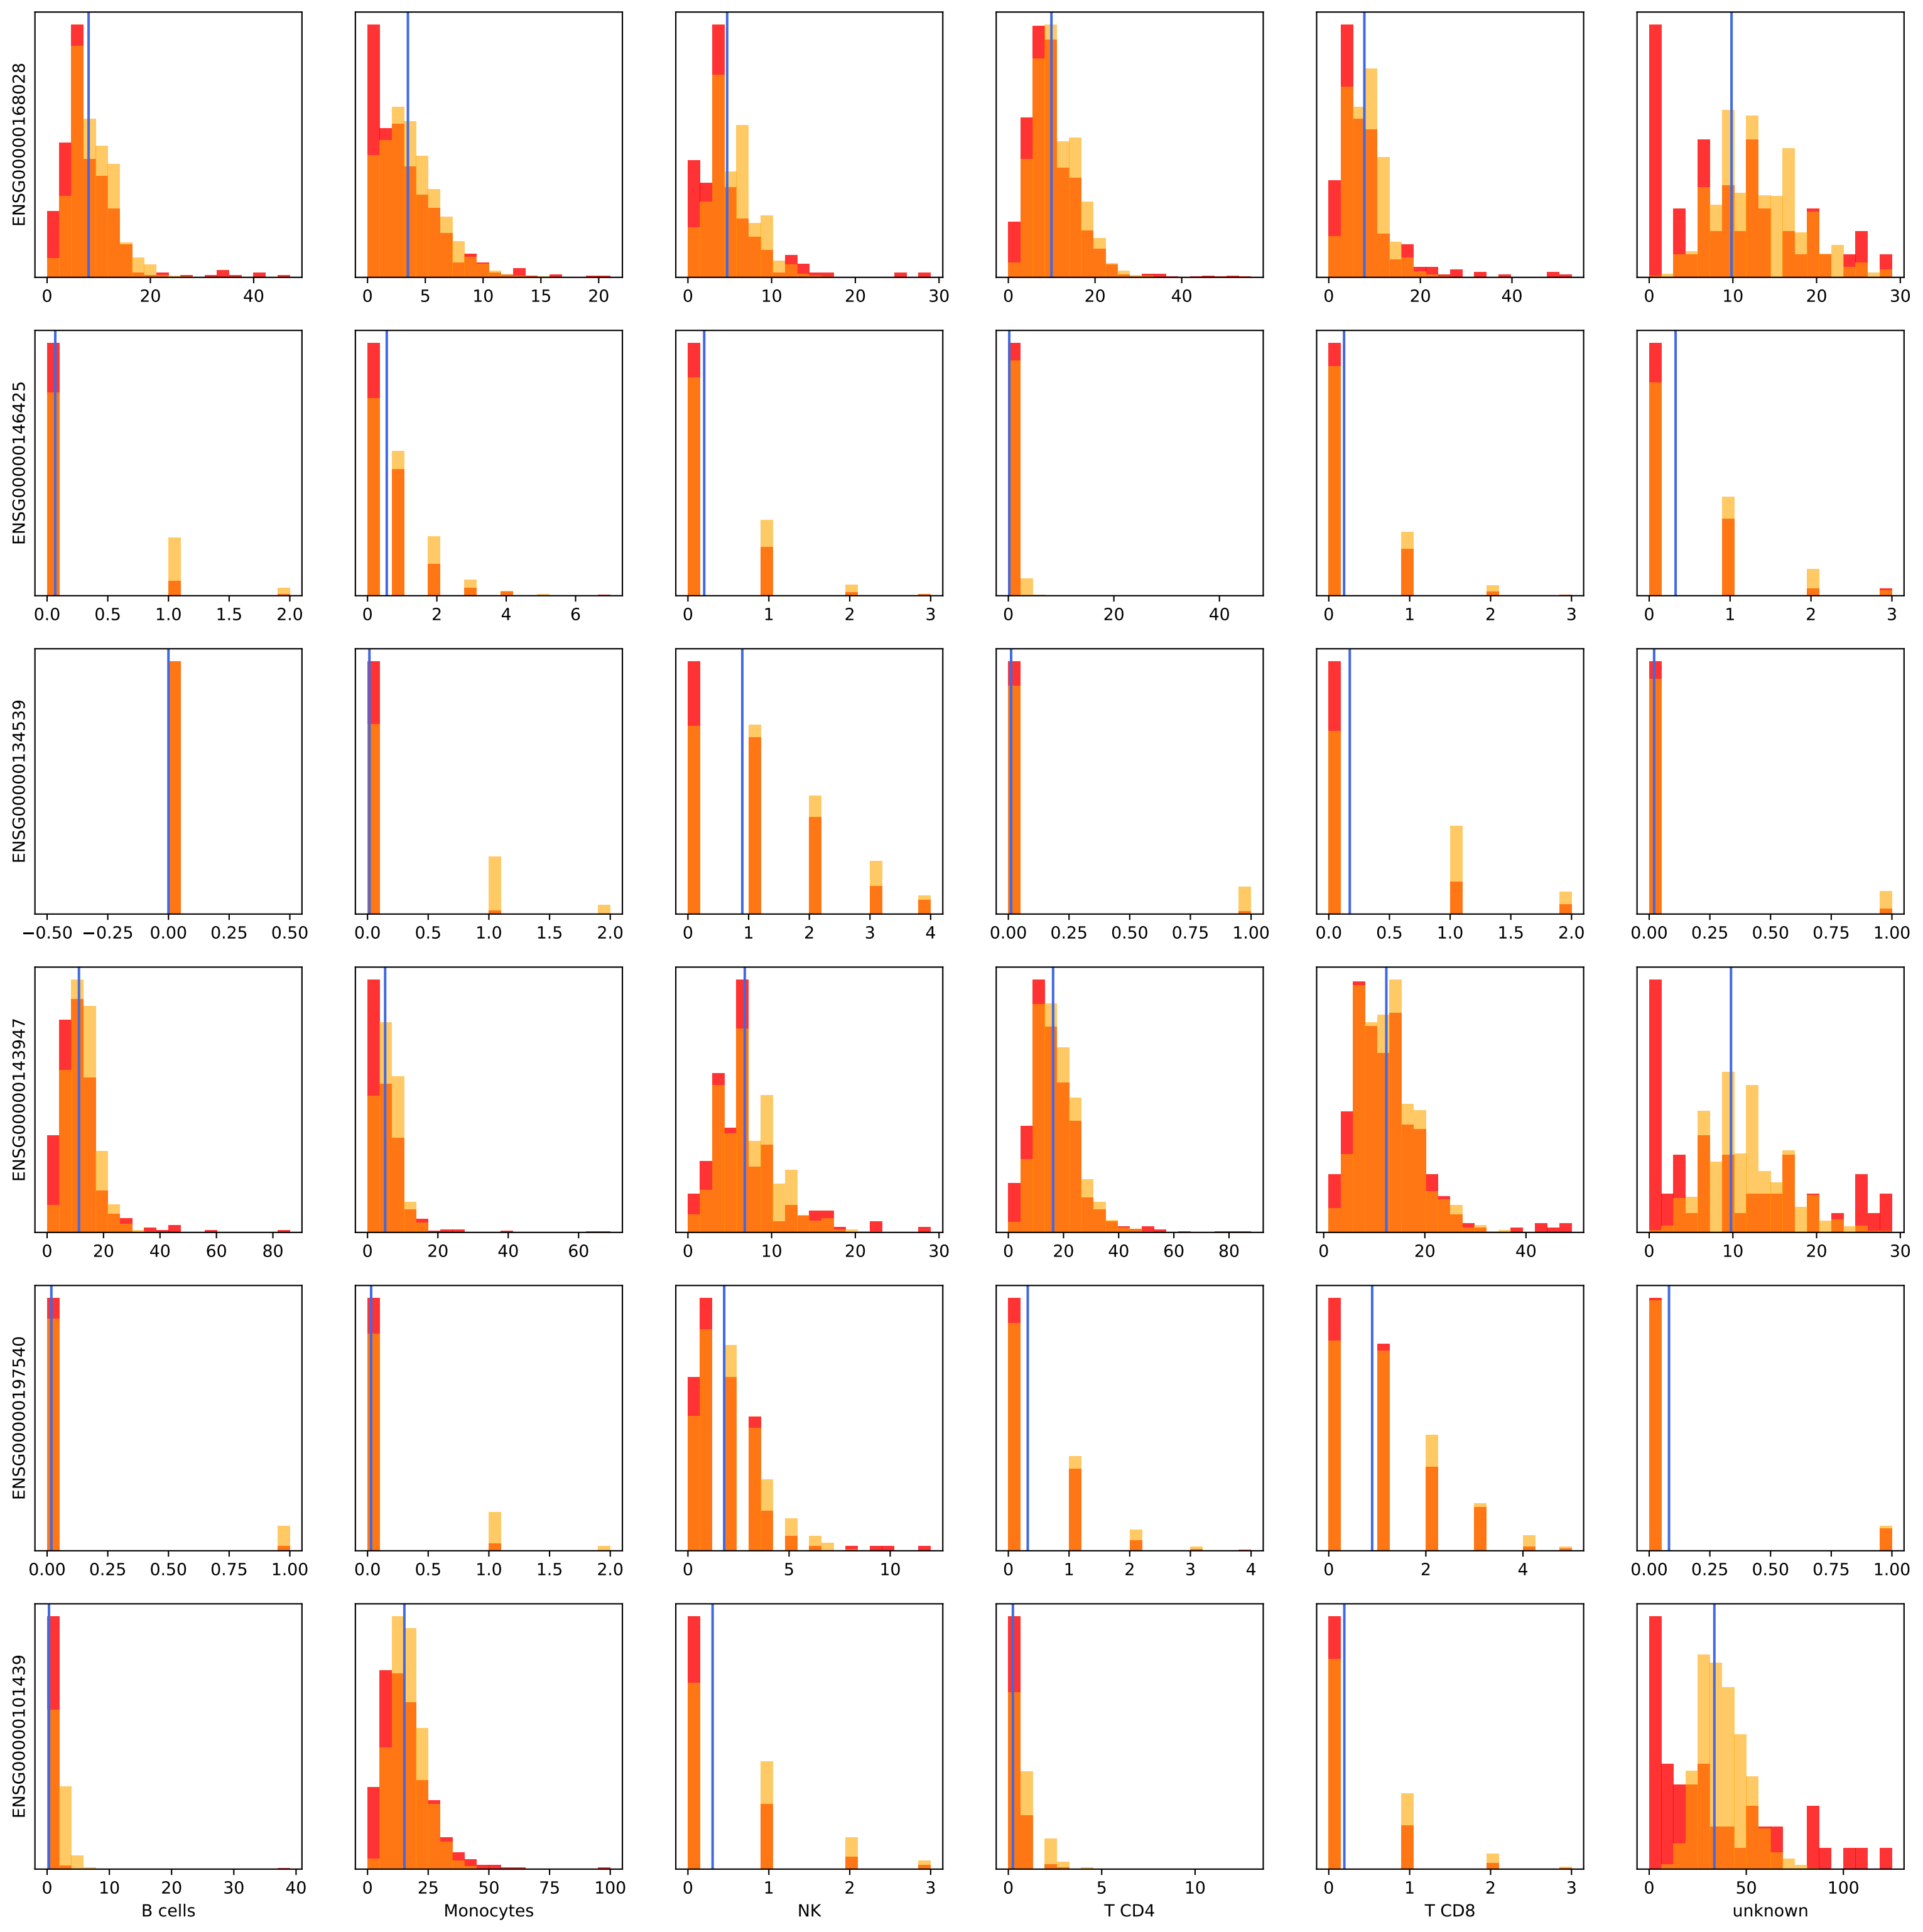 ENSG00000168028
0 20 40
0 5 10 15 20
0 10 20 30
0 20 40
0 20 40
0 10 20 30
ENSG00000146425
0.0 0.5 1.0 1.5 2.0
0 2 4 6
0 1 2 3
0 20 40
0 1 2 3
0 1 2 3
ENSG00000134539
−0.50 −0.25 0.00 0.25 0.50
0.0 0.5 1.0 1.5 2.0
0 1 2 3 4
0.00 0.25 0.50 0.75 1.00
0.0 0.5 1.0 1.5 2.0
0.00 0.25 0.50 0.75 1.00
ENSG00000143947
0 20 40 60 80
0 20 40 60
0 10 20 30
0 20 40 60 80
0 20 40
0 10 20 30
ENSG00000197540
0.00 0.25 0.50 0.75 1.00
0.0 0.5 1.0 1.5 2.0
0 5 10
0 1 2 3 4
0 2 4
0.00 0.25 0.50 0.75 1.00
ENSG00000101439
0 10 20 30 40
0 25 50 75 100
0 1 2 3
0 5 10
0 1 2 3
0 50 100
B cells
Monocytes
NK
T CD4
T CD8
unknown